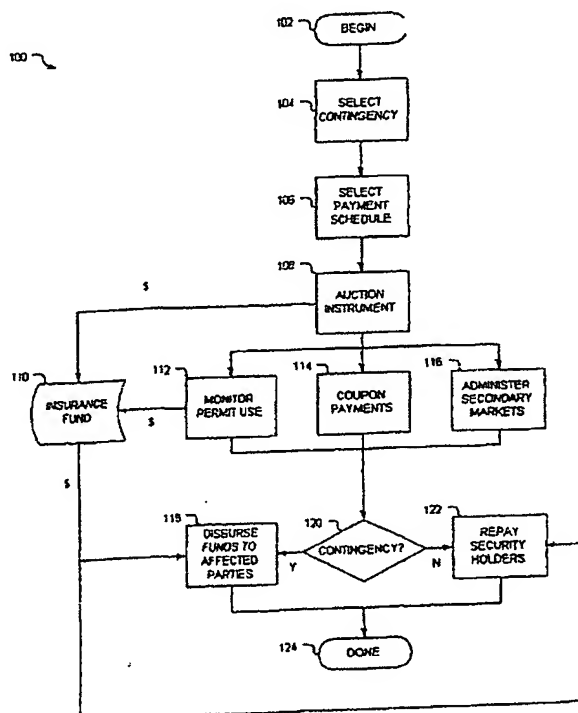 102
BEGIN
100
104
SELECT
CONTINGENCY
106
SELECT
PAYMENT
SCHEDULE
108
AUCTION
INSTRUMENT
$
110
INSURANCE
FUND
112
MONITOR
PERMIT USE
$
114
COUPON
PAYMENTS
116
ADMINISTER
SECONDARY
MARKETS
$
118
DISBURSE
FUNDS TO
AFFECTED
PARTIES
120
CONTINGENCY?
Y
N
122
REPAY
SECURITY
HOLDERS
124
DONE